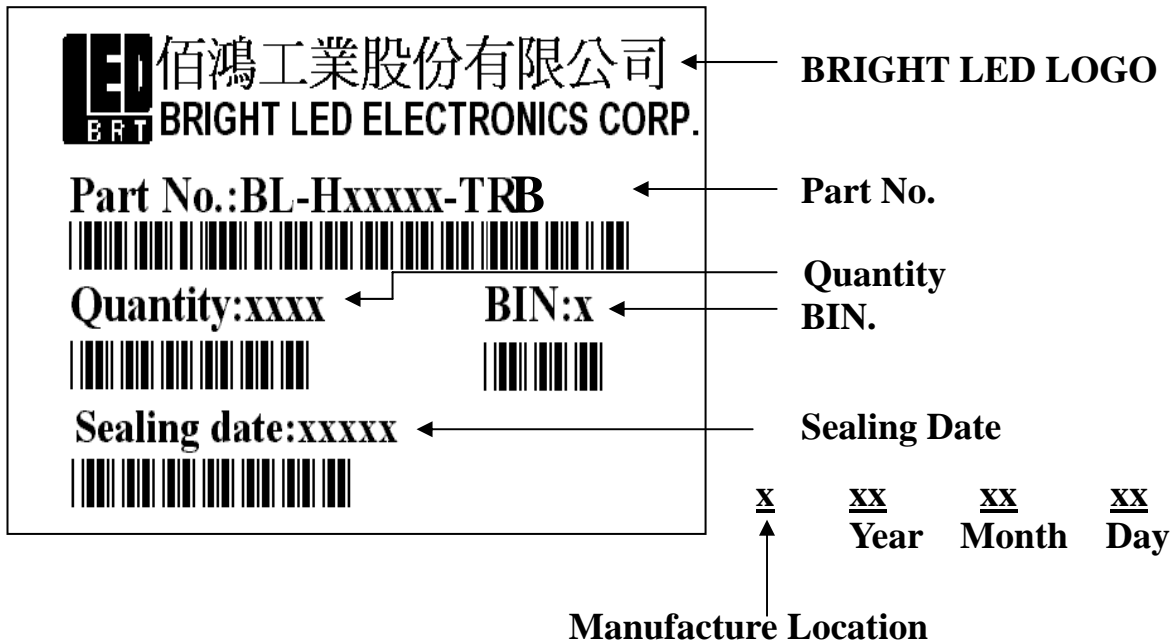 LED
佰鴻工業股份有限公司
BRT BRIGHT LED ELECTRONICS CORP.
BRIGHT LED LOGO
Part No.:BL-Hxxxxx-TRB
Part No.
Quantity:xxxx
BIN:x
Quantity
BIN.
Sealing date:xxxxx
Sealing Date
x xx xx xx
Year Month Day
Manufacture Location